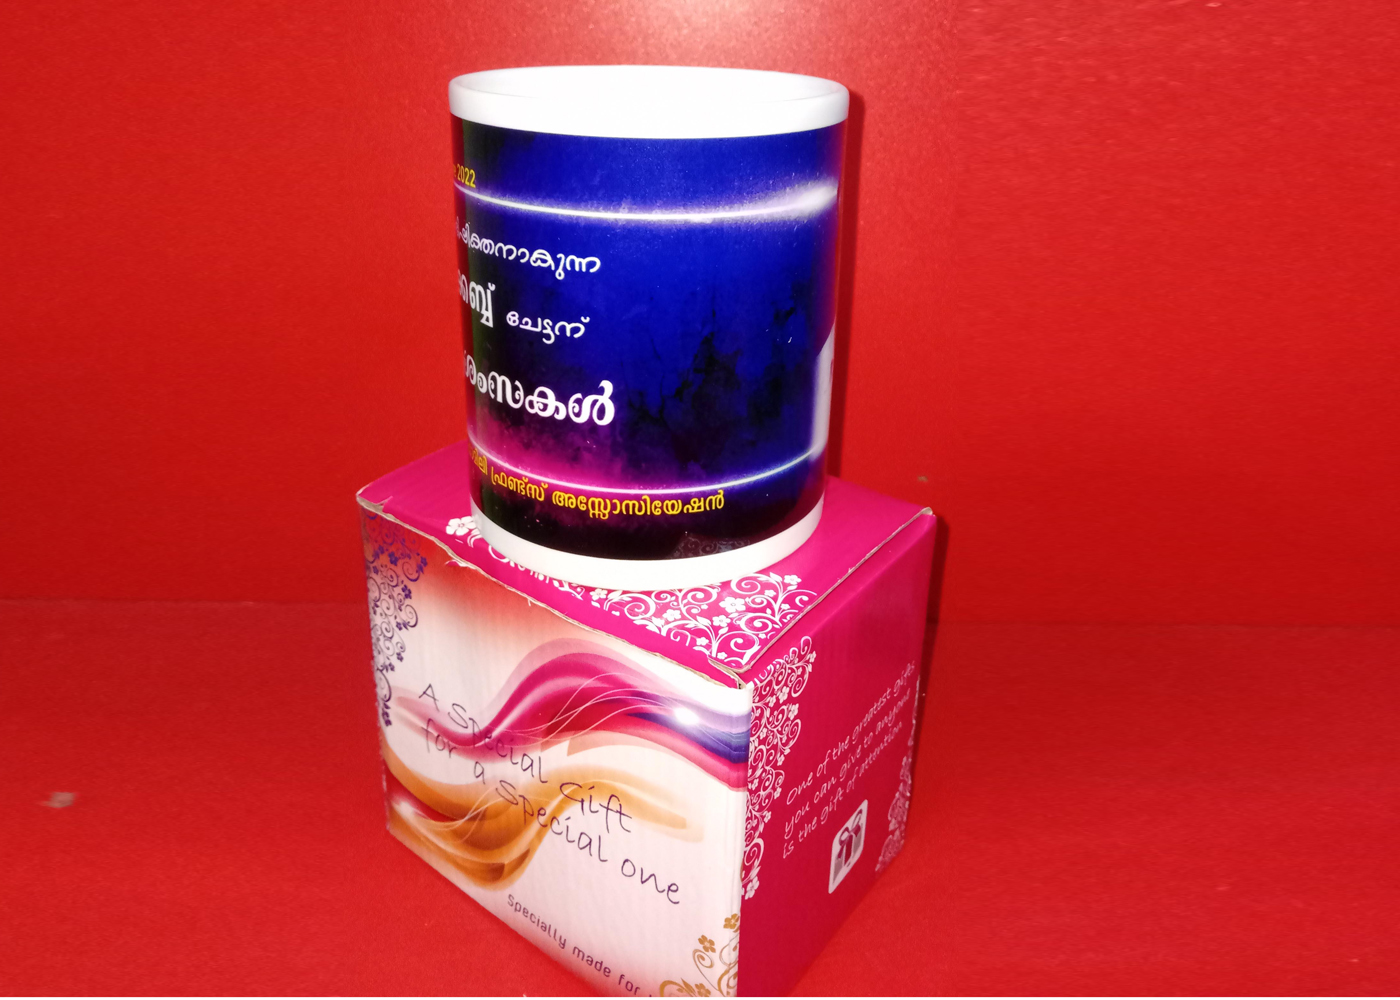 2022
ചേട്ടന്
ഫ്രണ്ട്സ് അസ്സോസിയേഷൻ
A Special Gift
for a Special one
Specially made for
One of the greatest gifts
you can give to anyone
is the gift of attention